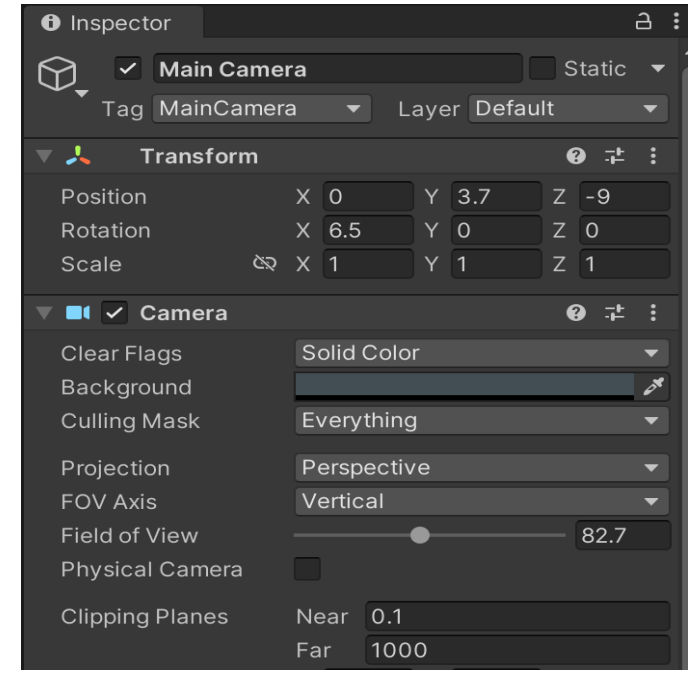 Inspector
Main Camera Static
Tag MainCamera Layer Default
Transform
Position X 0 Y 3.7 Z -9
Rotation X 6.5 Y 0 Z 0
Scale X 1 Y 1 Z 1
Camera
Clear Flags Solid Color
Background
Culling Mask Everything
Projection Perspective
FOV Axis Vertical
Field of View 82.7
Physical Camera
Clipping Planes Near 0.1
Far 1000